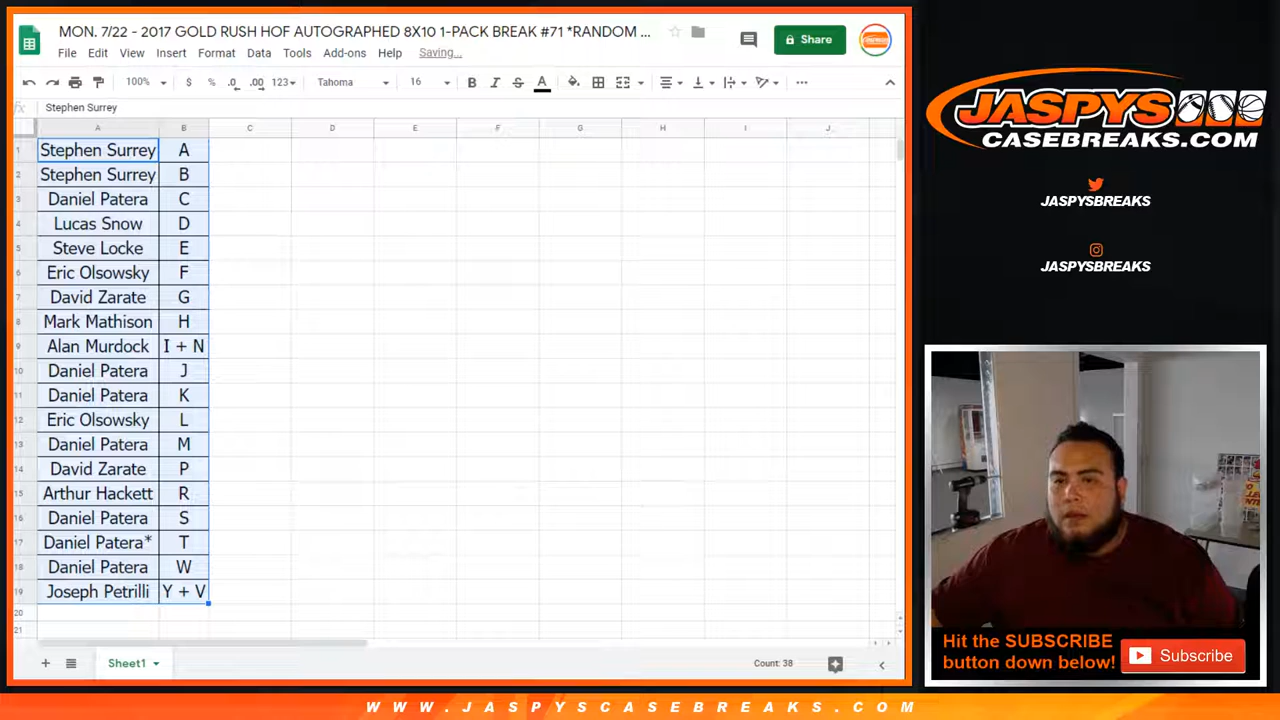 MON. 7/22 - 2017 GOLD RUSH HOF AUTOGRAPHED 8X10 1-PACK BREAK #71 *RANDOM ...
File Edit View Insert Format Data Tools Add-ons Help Saving...
Share
100% $ % .0 .00 123 Tahoma 16 B I S A
fx Stephen Surrey
A B C D E F G H I J
1 Stephen Surrey A
2 Stephen Surrey B
3 Daniel Patera C
4 Lucas Snow D
5 Steve Locke E
6 Eric Olsowsky F
7 David Zarate G
8 Mark Mathison H
9 Alan Murdock I + N
10 Daniel Patera J
11 Daniel Patera K
12 Eric Olsowsky L
13 Daniel Patera M
14 David Zarate P
15 Arthur Hackett R
16 Daniel Patera S
17 Daniel Patera* T
18 Daniel Patera W
19 Joseph Petrilli Y + V
20
21
Sheet1
Count: 38
JASPYS
CASEBREAKS.COM
JASPYSBREAKS
JASPYSBREAKS
Hit the SUBSCRIBE
button down below!
Subscribe
WWW.JASPYSCASEBREAKS.COM